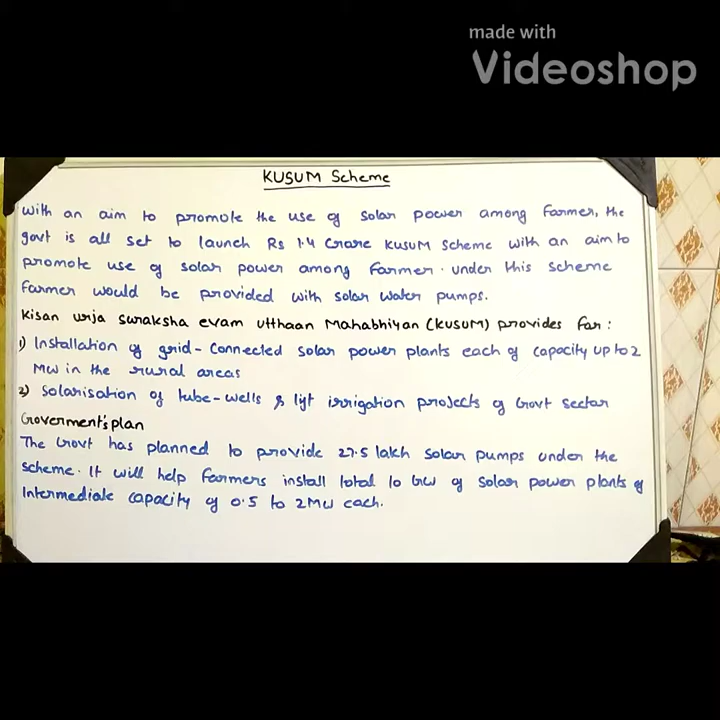 made with
Videoshop
KUSUM Scheme
With an aim to promote the use of solar power among Farmer, the
govt is all set to launch Rs 1.4 Crore KUSUM Scheme with an aim to
promote use of solar power among Farmer. under this scheme
farmer would be provided with solar water pumps.
Kisan urja suraksha evam utthaan Mahabhiyan (KUSUM) provides for:
1) Installation of grid-Connected solar power plants each of capacity up to 2
MW in the rural areas
2) Solarisation of tube-wells & lift irrigation projects of Govt sector
Goverment's plan
The Govt has planned to provide 27.5 lakh Solar pumps under the
scheme. It will help farmers install total 10 GW of solar power plants of
Intermediate capacity of 0.5 to 2MW each.